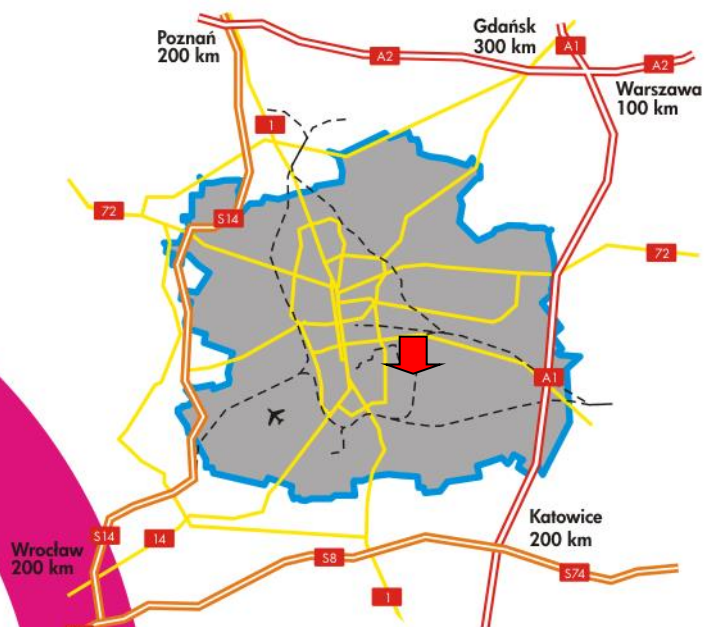 Poznań
200 km
Gdańsk
300 km
A1
A2
A2
Warszawa
100 km
1
72
S14
72
A1
Katowice
200 km
S14
14
Wrocław
200 km
S8
S74
1